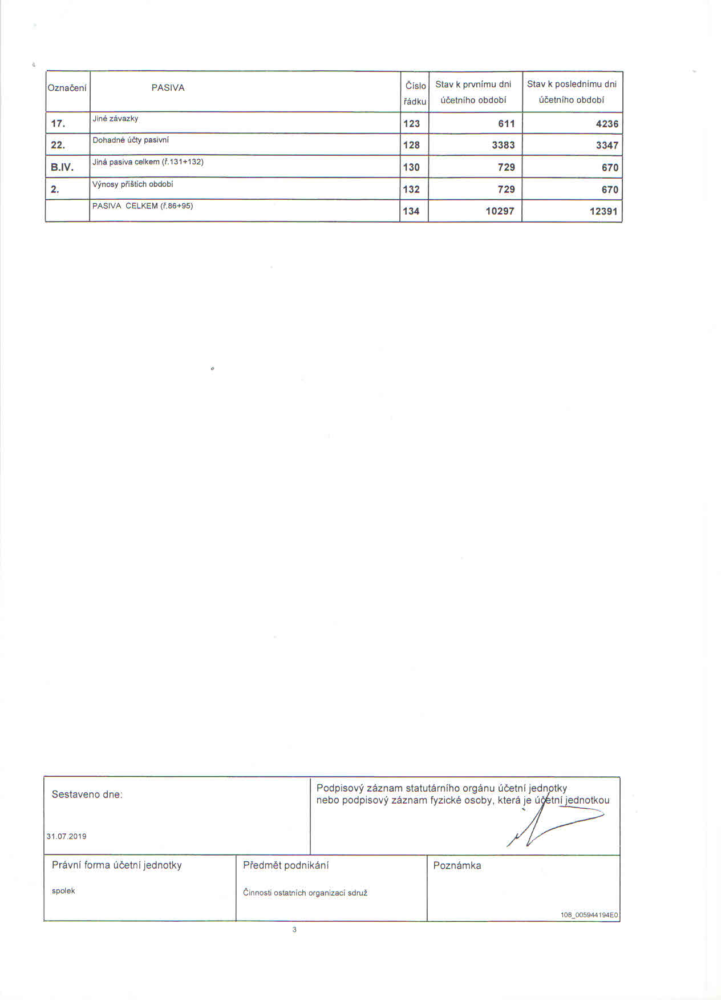 Označení PASIVA Číslo řádku Stav k prvnímu dni účetního období Stav k poslednímu dni účetního období
17. Jiné závazky 123 611 4236
22. Dohadné účty pasivní 128 3383 3347
B.IV. Jiná pasiva celkem (ř.131+132) 130 729 670
2. Výnosy příštích období 132 729 670
PASIVA CELKEM (ř.86+95) 134 10297 12391
Sestaveno dne:
31.07.2019
Podpisový záznam statutárního orgánu účetní jednotky
nebo podpisový záznam fyzické osoby, která je účetní jednotkou
Právní forma účetní jednotky
spolek
Předmět podnikání
Činnosti ostatních organizací sdruž
Poznámka
108_005944194E0
3